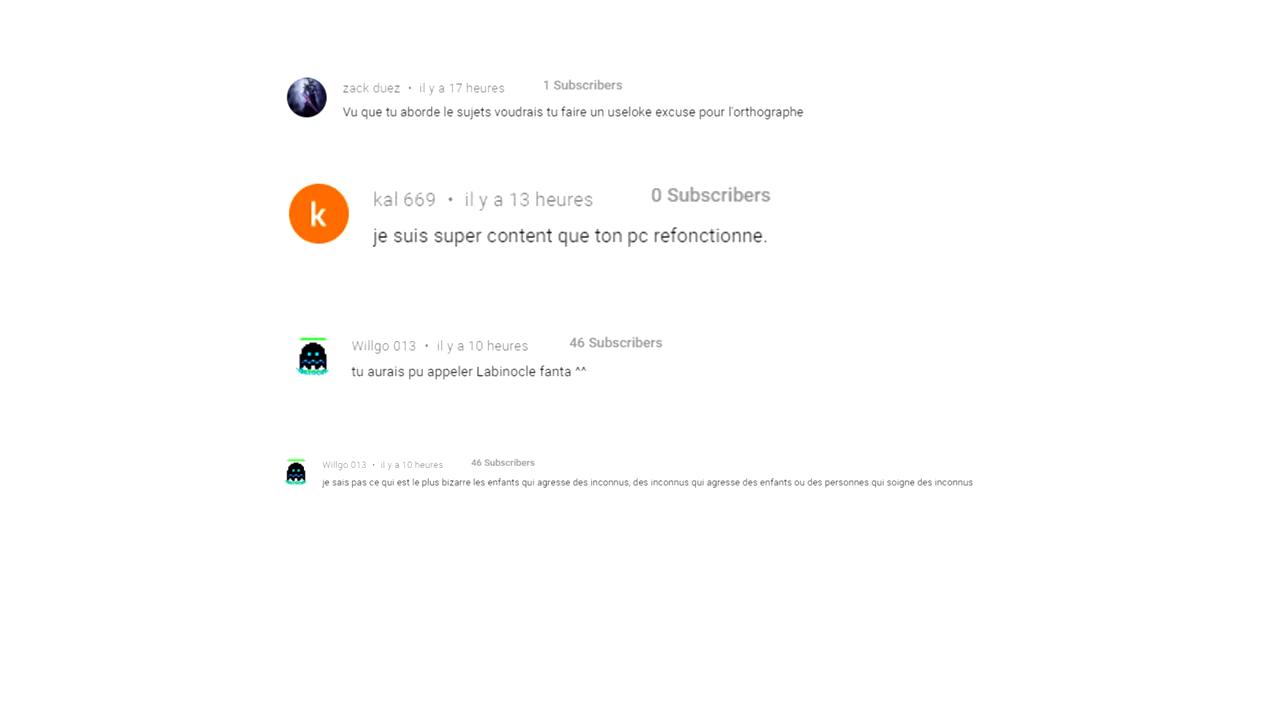 zack duez • il y a 17 heures 1 Subscribers
Vu que tu aborde le sujets voudrais tu faire un useloke excuse pour l'orthographe
k
kal 669 • il y a 13 heures 0 Subscribers
je suis super content que ton pc refonctionne.
Willgo 013 • il y a 10 heures 46 Subscribers
tu aurais pu appeler Labinocle fanta ^^
Willgo 013 • il y a 10 heures 46 Subscribers
je sais pas ce qui est le plus bizarre les enfants qui agresse des inconnus, des inconnus qui agresse des enfants ou des personnes qui soigne des inconnus